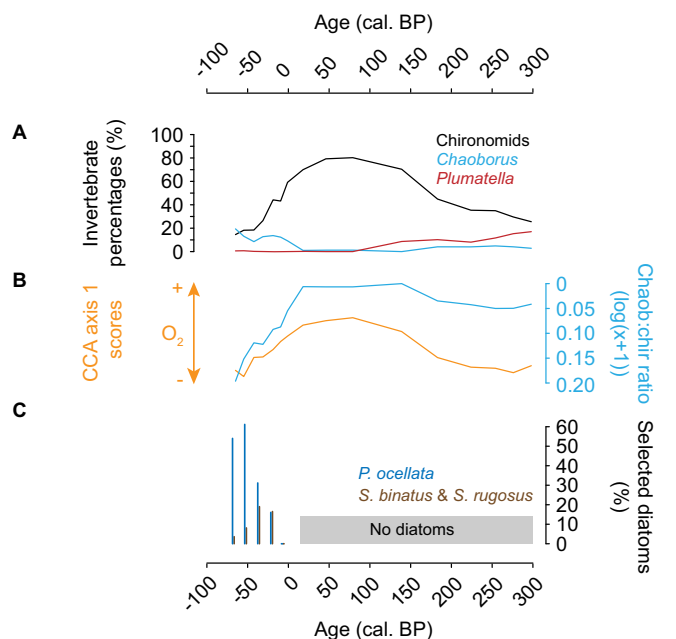 Age (cal. BP)
-100 -50 0 50 100 150 200 250 300
A
Invertebrate
percentages (%)
100
80
60
40
20
0
Chironomids
Chaoborus
Plumatella
B
CCA axis 1
scores
+
O₂
-
0
0.05
0.10
0.15
0.20
Chaob:chir ratio
(log(x+1))
C
P. ocellata
S. binatus & S. rugosus
No diatoms
60
50
40
30
20
10
0
Selected diatoms
(%)
-100 -50 0 50 100 150 200 250 300
Age (cal. BP)